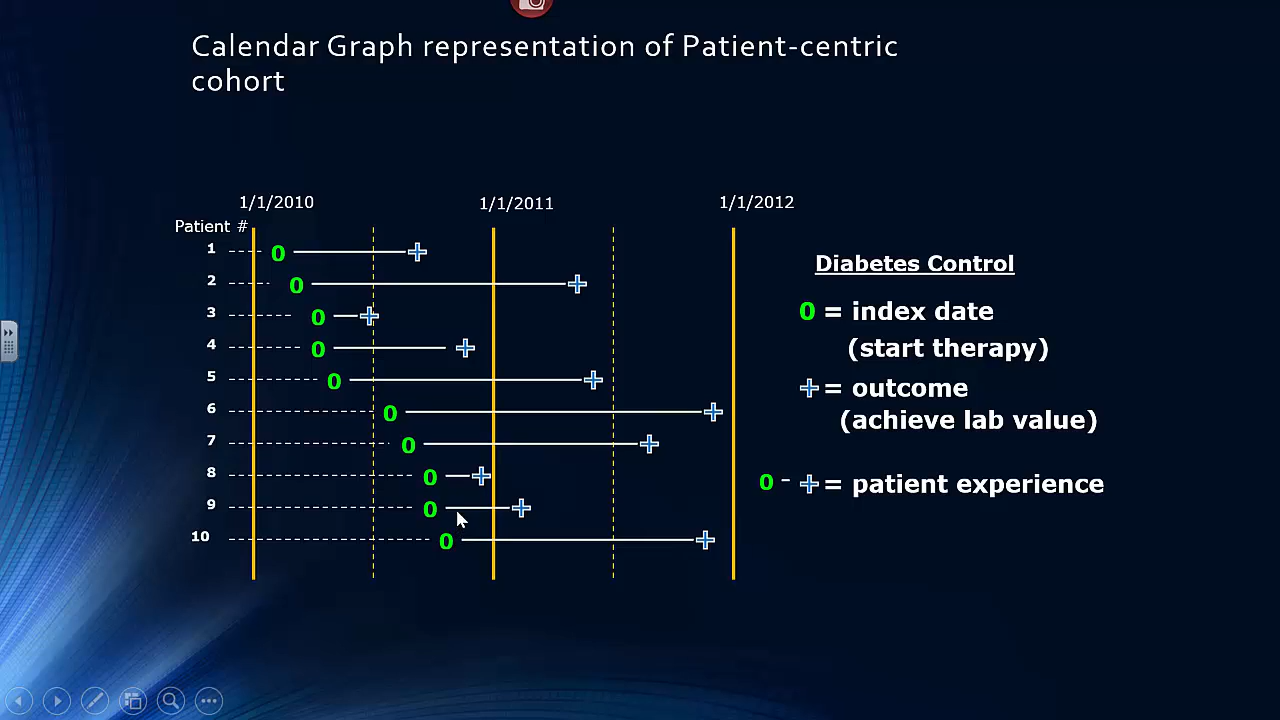 Calendar Graph representation of Patient-centric
cohort
1/1/2010
1/1/2011
1/1/2012
Patient #
1
0
2
0
3
0
4
0
5
0
6
0
7
0
8
0
9
0
10
0
Diabetes Control
0 = index date
(start therapy)
+ = outcome
(achieve lab value)
0 - + = patient experience